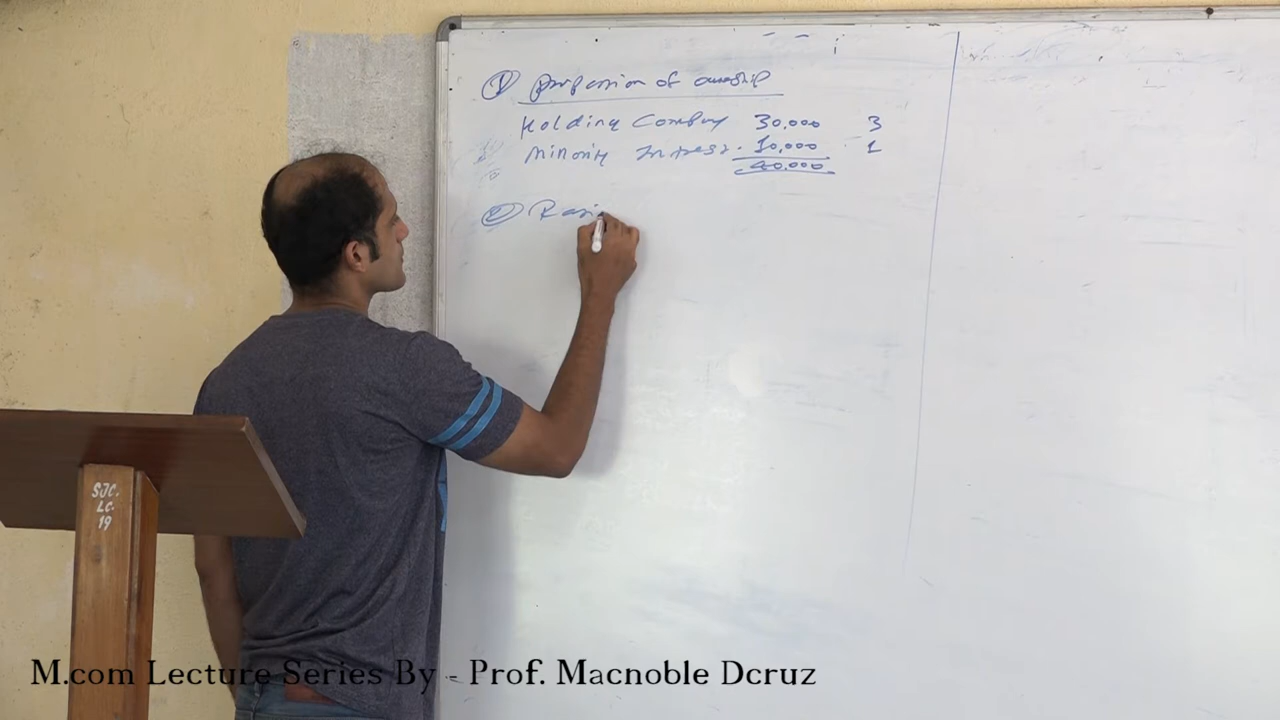 ① proportion of ownership
Holding Company 30,000 3
Minority Interest. 10,000 1
40,000
② 
SJC.
LC.
19
M.com Lecture Series By - Prof. Macnoble Dcruz